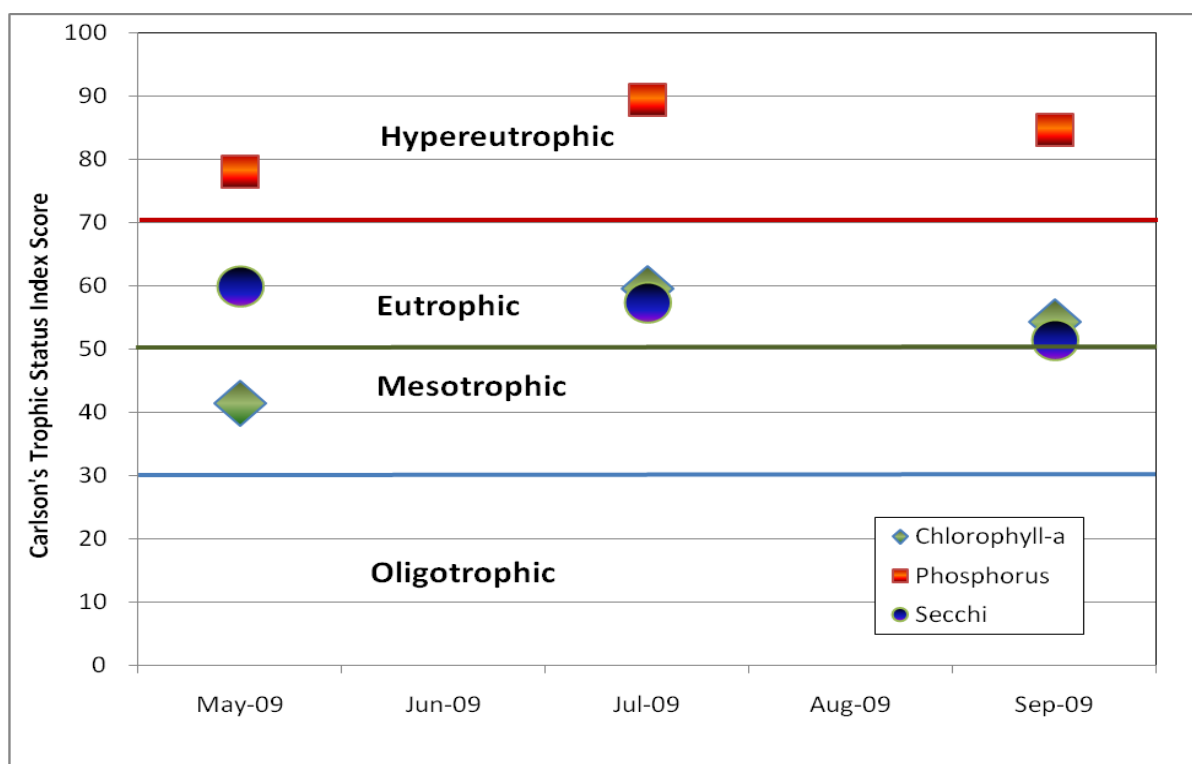 Carlson's Trophic Status Index Score
100
90
80
70
60
50
40
30
20
10
0
Hypereutrophic
Eutrophic
Mesotrophic
Oligotrophic
Chlorophyll-a
Phosphorus
Secchi
May-09
Jun-09
Jul-09
Aug-09
Sep-09